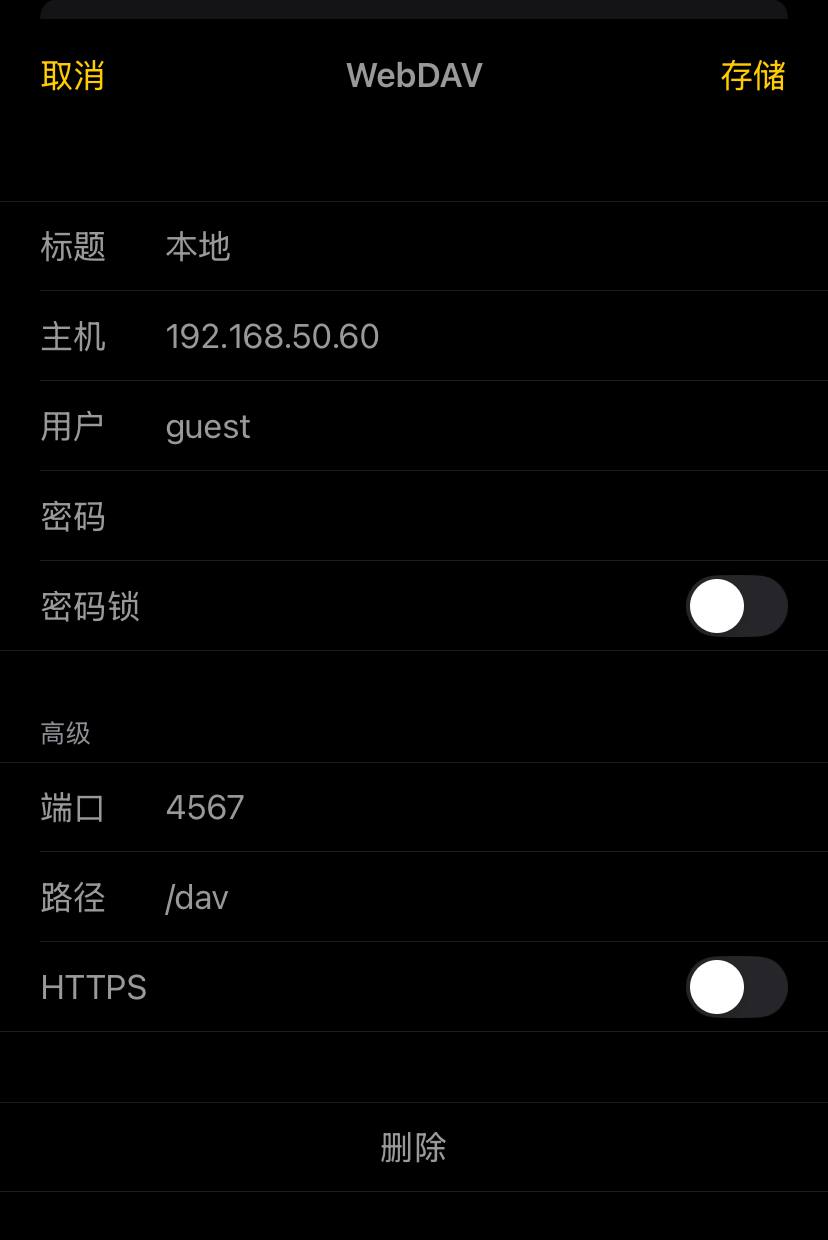 取消 WebDAV 存储
标题 本地
主机 192.168.50.60
用户 guest
密码
密码锁
高级
端口 4567
路径 /dav
HTTPS
删除